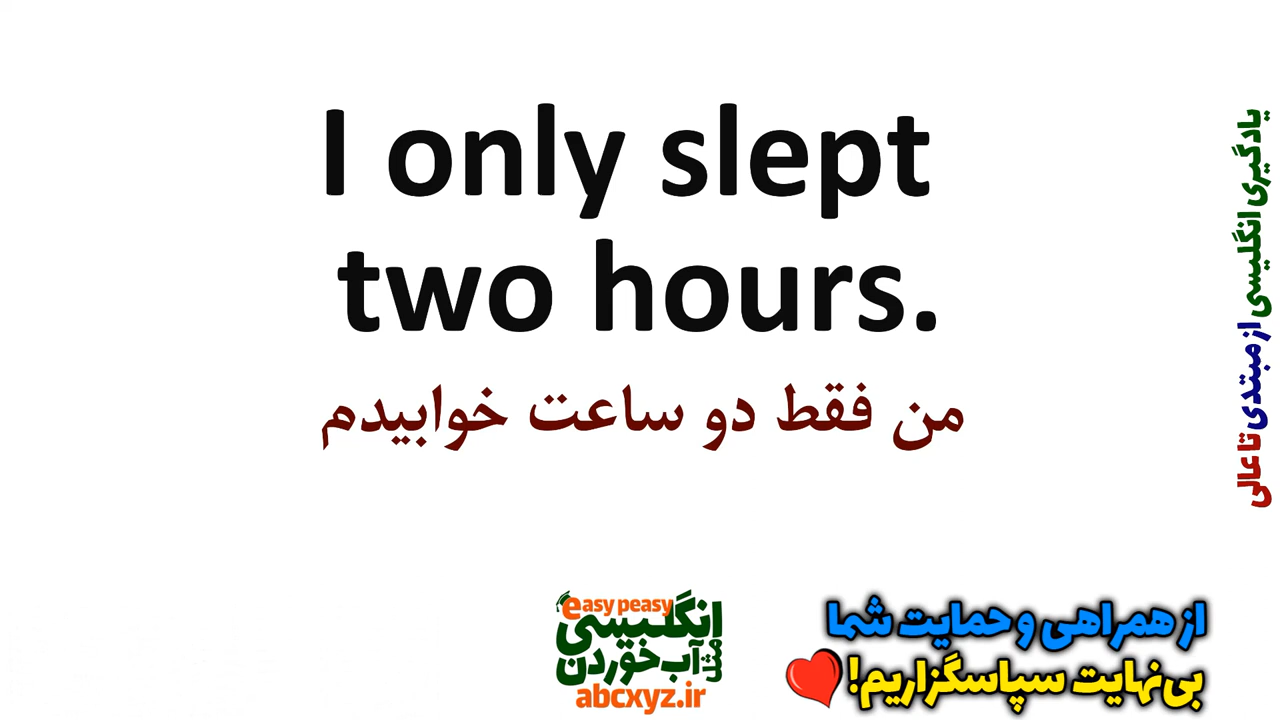 I only slept
two hours.
من فقط دو ساعت خوابیدم
یادگیری انگلیسی از مبتدی تا عالی
easy peasy
انگلیسی
مثل آب خوردن
abcxyz.ir
از همراهی و حمایت شما
بی‌نهایت سپاسگزاریم!